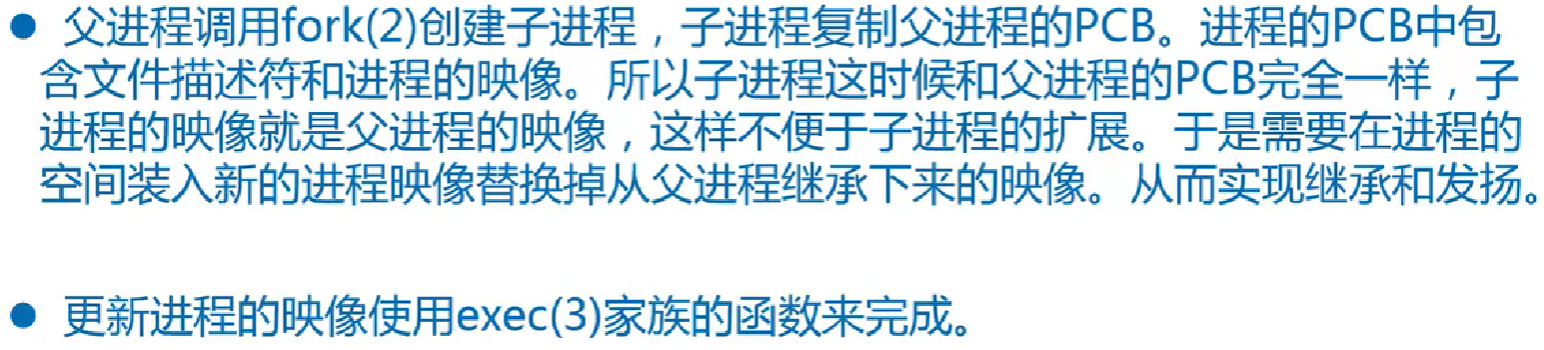 ● 父进程调用fork(2)创建子进程，子进程复制父进程的PCB。进程的PCB中包
含文件描述符和进程的映像。所以子进程这时候和父进程的PCB完全一样，子
进程的映像就是父进程的映像，这样不便于子进程的扩展。于是需要在进程的
空间装入新的进程映像替换掉从父进程继承下来的映像。从而实现继承和发扬。
● 更新进程的映像使用exec(3)家族的函数来完成。